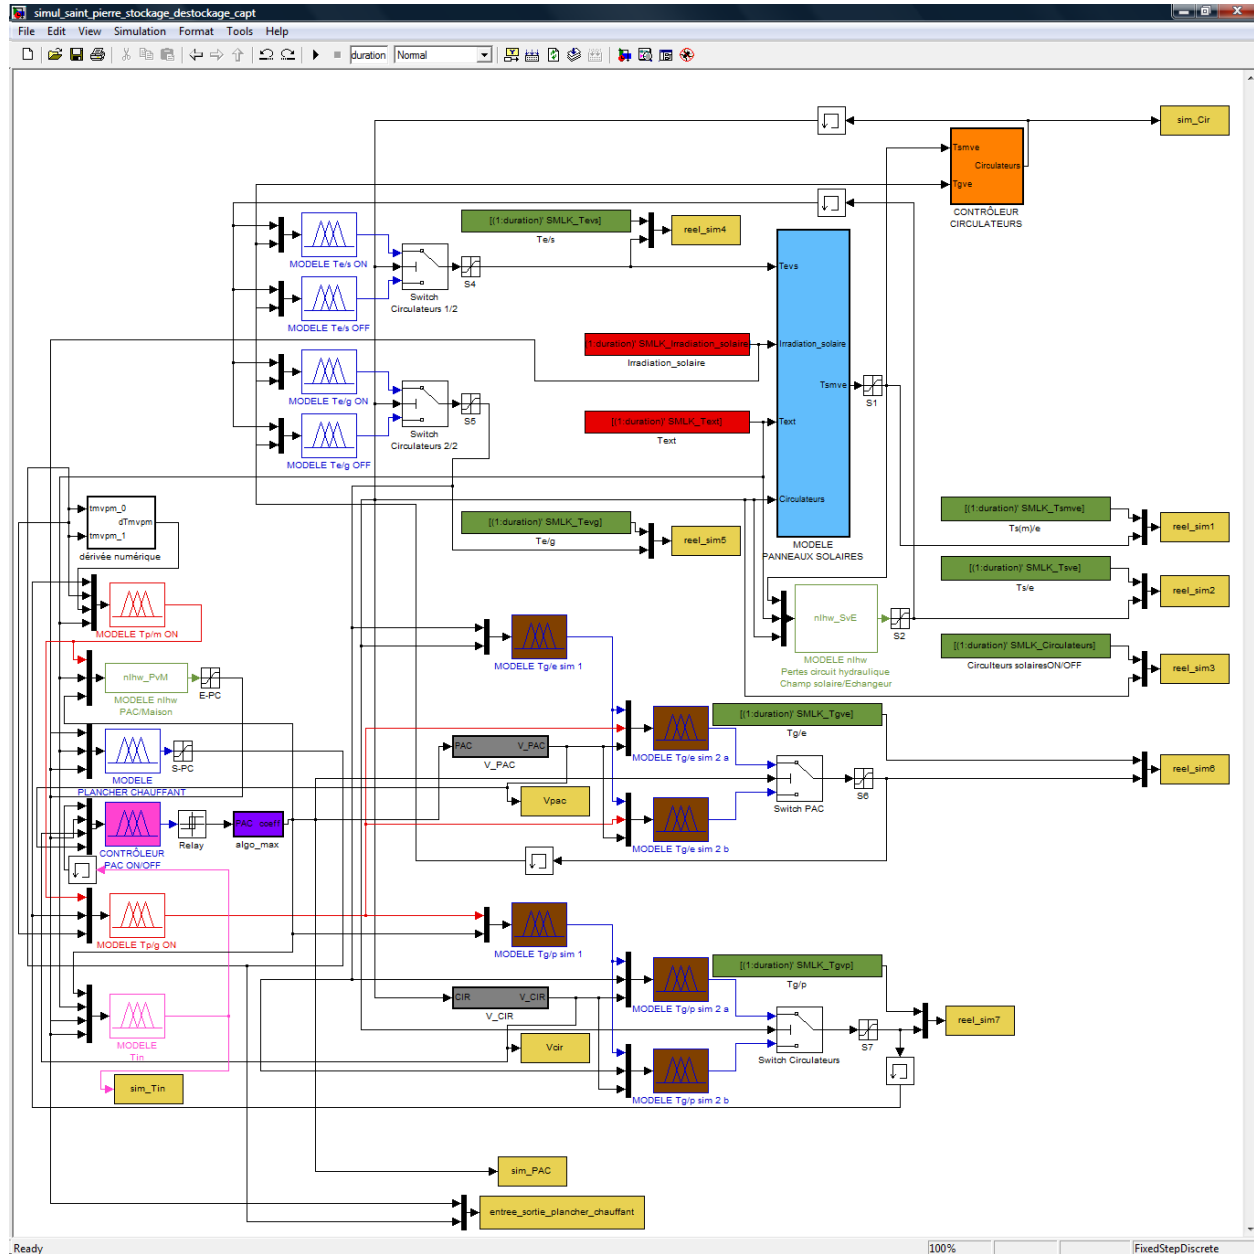 simul_saint_pierre_stockage_destockage_capt
File Edit View Simulation Format Tools Help
duration Normal
sim_Cir
Tsmve
Circulateurs
Tgve
CONTRÔLEUR
CIRCULATEURS
[(1:duration)' SMLK_Tevs]
Te/s
reel_sim4
MODELE Te/s ON
Switch
Circulateurs 1/2
S4
MODELE Te/s OFF
Tevs
(1:duration)' SMLK_Irradiation_solaire
Irradiation_solaire
Irradiation_solaire
Tsmve
S1
MODELE Te/g ON
Switch
Circulateurs 2/2
S5
MODELE Te/g OFF
[(1:duration)' SMLK_Text]
Text
Text
Circulateurs
MODELE
PANNEAUX SOLAIRES
tmvpm_0
dTmvpm
tmvpm_1
dérivée numérique
[(1:duration)' SMLK_Tevg]
Te/g
reel_sim5
[(1:duration)' SMLK_Tsmve]
Ts(m)/e
reel_sim1
[(1:duration)' SMLK_Tsve]
Ts/e
reel_sim2
MODELE Tp/m ON
nlhw_SvE
S2
MODELE nlhw
Pertes circuit hydraulique
Champ solaire/Echangeur
[(1:duration)' SMLK_Circulateurs]
Circulteurs solairesON/OFF
reel_sim3
MODELE Tg/e sim 1
nlhw_PvM
E-PC
MODELE nlhw
PAC/Maison
[(1:duration)' SMLK_Tgve]
Tg/e
PAC V_PAC
V_PAC
MODELE Tg/e sim 2 a
S-PC
MODELE
PLANCHER CHAUFFANT
Switch PAC
S6
reel_sim6
Vpac
PAC coeff
Relay
algo_max
CONTRÔLEUR
PAC ON/OFF
MODELE Tg/e sim 2 b
MODELE Tp/g ON
MODELE Tg/p sim 1
[(1:duration)' SMLK_Tgvp]
Tg/p
CIR V_CIR
V_CIR
MODELE Tg/p sim 2 a
reel_sim7
MODELE
Tin
Vcir
Switch Circulateurs
S7
sim_Tin
MODELE Tg/p sim 2 b
sim_PAC
entree_sortie_plancher_chauffant
Ready 100% FixedStepDiscrete